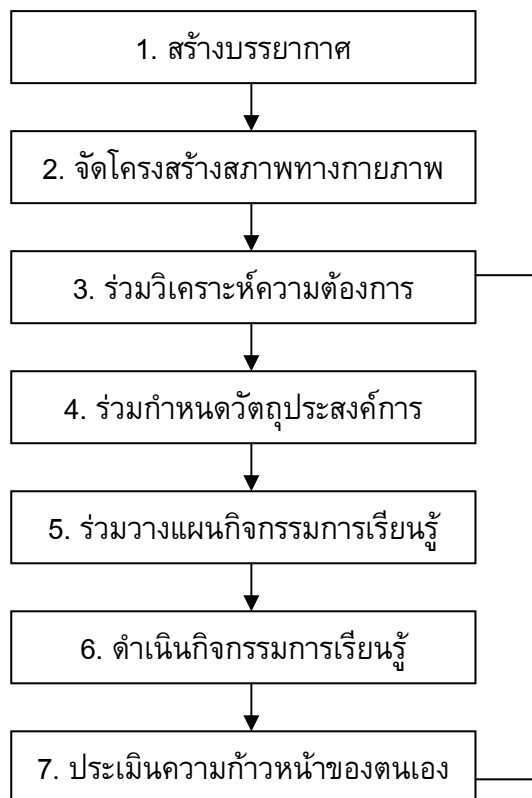 1. สร้างบรรยากาศ
2. จัดโครงสร้างสภาพทางกายภาพ
3. ร่วมวิเคราะห์ความต้องการ
4. ร่วมกำหนดวัตถุประสงค์การ
5. ร่วมวางแผนกิจกรรมการเรียนรู้
6. ดำเนินกิจกรรมการเรียนรู้
7. ประเมินความก้าวหน้าของตนเอง